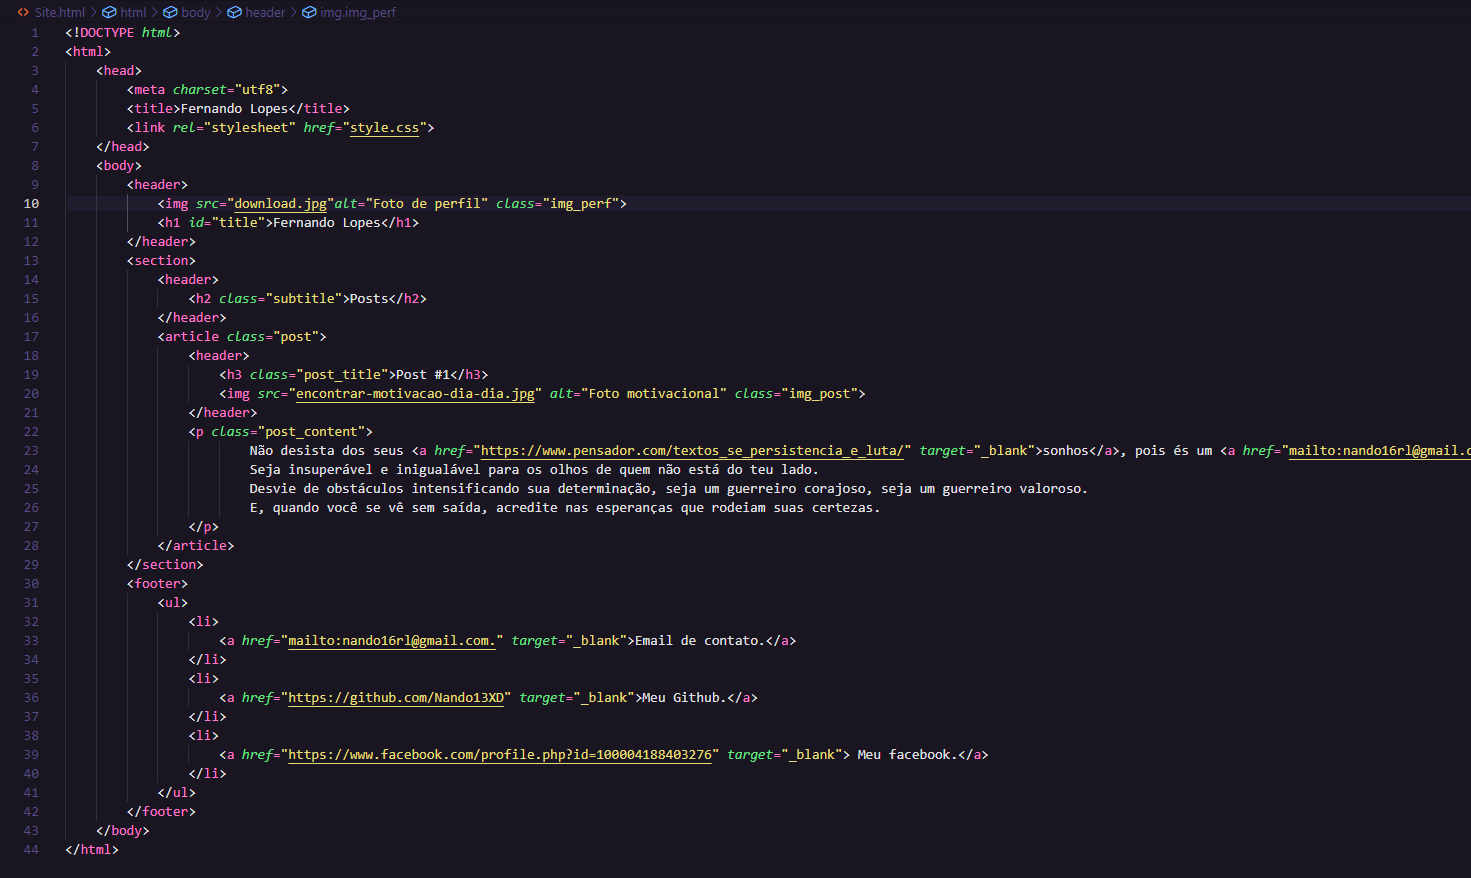 Site.html > html > body > header > img.img_perf
1 <!DOCTYPE html>
2 <html>
3 <head>
4 <meta charset="utf8">
5 <title>Fernando Lopes</title>
6 <link rel="stylesheet" href="style.css">
7 </head>
8 <body>
9 <header>
10 <img src="download.jpg"alt="Foto de perfil" class="img_perf">
11 <h1 id="title">Fernando Lopes</h1>
12 </header>
13 <section>
14 <header>
15 <h2 class="subtitle">Posts</h2>
16 </header>
17 <article class="post">
18 <header>
19 <h3 class="post_title">Post #1</h3>
20 <img src="encontrar-motivacao-dia-dia.jpg" alt="Foto motivacional" class="img_post">
21 </header>
22 <p class="post_content">
23 Não desista dos seus <a href="https://www.pensador.com/textos_se_persistencia_e_luta/" target="_blank">sonhos</a>, pois és um <a href="mailto:nando16rl@gmail.c
24 Seja insuperável e inigualável para os olhos de quem não está do teu lado.
25 Desvie de obstáculos intensificando sua determinação, seja um guerreiro corajoso, seja um guerreiro valoroso.
26 E, quando você se vê sem saída, acredite nas esperanças que rodeiam suas certezas.
27 </p>
28 </article>
29 </section>
30 <footer>
31 <ul>
32 <li>
33 <a href="mailto:nando16rl@gmail.com." target="_blank">Email de contato.</a>
34 </li>
35 <li>
36 <a href="https://github.com/Nando13XD" target="_blank">Meu Github.</a>
37 </li>
38 <li>
39 <a href="https://www.facebook.com/profile.php?id=100004188403276" target="_blank"> Meu facebook.</a>
40 </li>
41 </ul>
42 </footer>
43 </body>
44 </html>